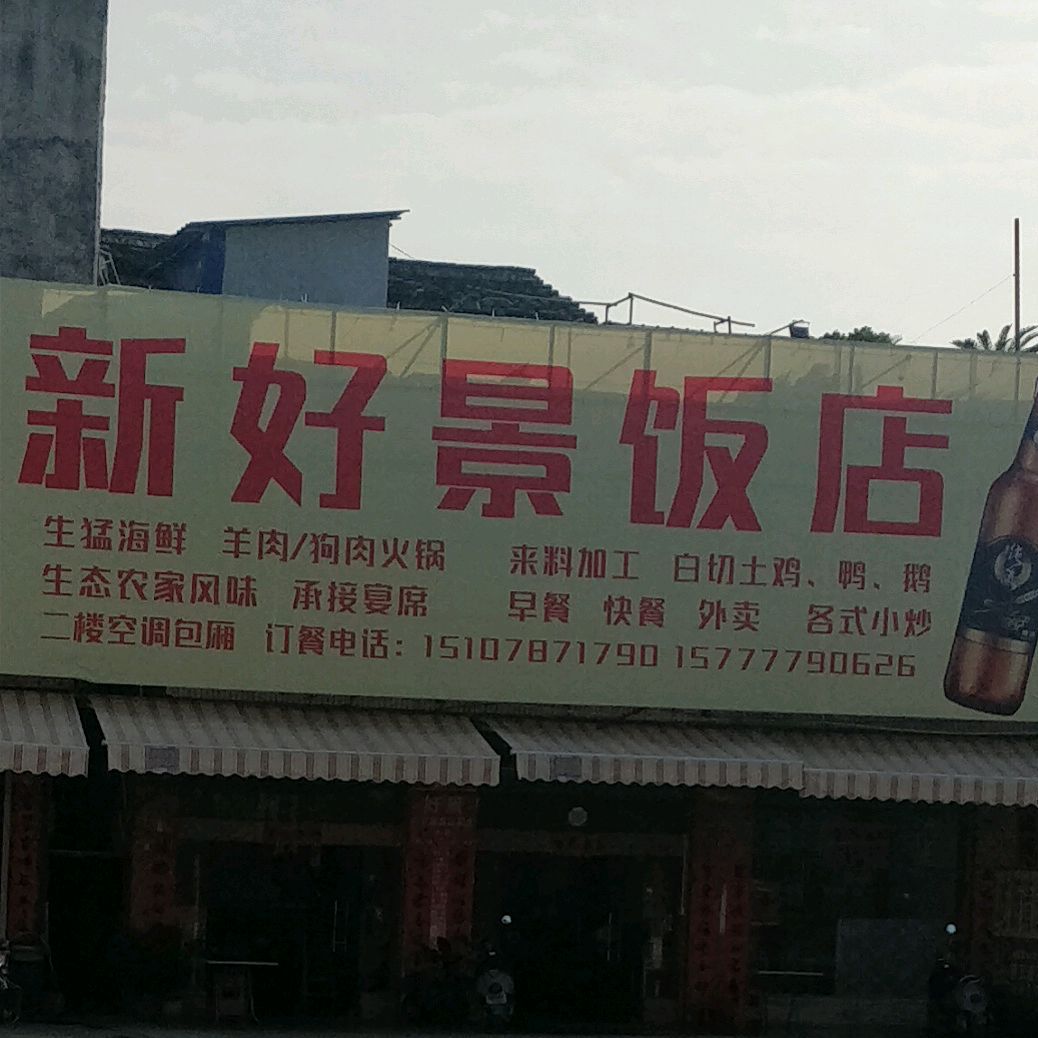 新好景饭店
生猛海鲜 羊肉/狗肉火锅 来料加工 白切土鸡、鸭、鹅
生态农家风味 承接宴席 早餐 快餐 外卖 各式小炒
二楼空调包厢 订餐电话：15107871790 15777790626